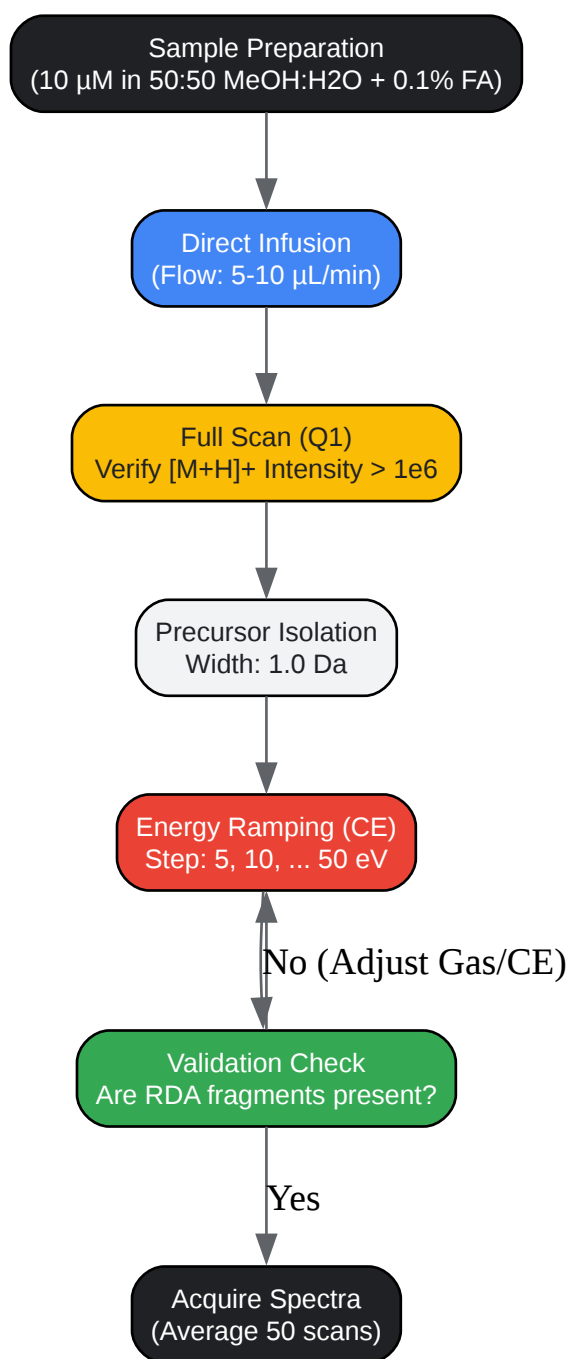 Sample Preparation
(10 µM in 50:50 MeOH:H2O + 0.1% FA)
Direct Infusion
(Flow: 5-10 µL/min)
Full Scan (Q1)
Verify [M+H]+ Intensity > 1e6
Precursor Isolation
Width: 1.0 Da
Energy Ramping (CE)
Step: 5, 10, ... 50 eV
No (Adjust Gas/CE)
Validation Check
Are RDA fragments present?
Yes
Acquire Spectra
(Average 50 scans)